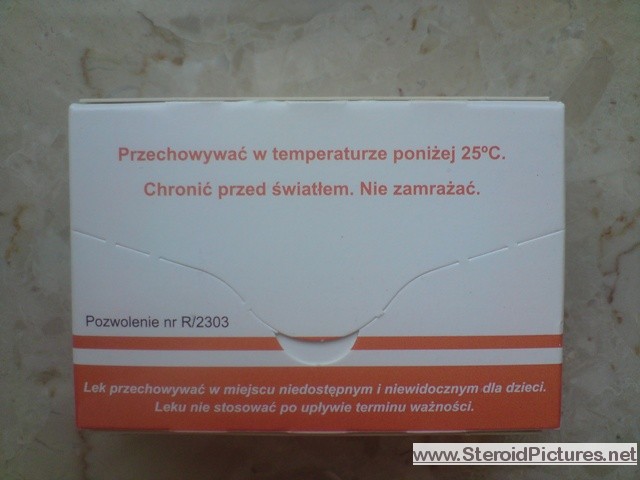 Przechowywać w temperaturze poniżej 25ºC.
Chronić przed światłem. Nie zamrażać.
Pozwolenie nr R/2303
Lek przechowywać w miejscu niedostępnym i niewidocznym dla dzieci.
Leku nie stosować po upływie terminu ważności.
www.SteroidPictures.net